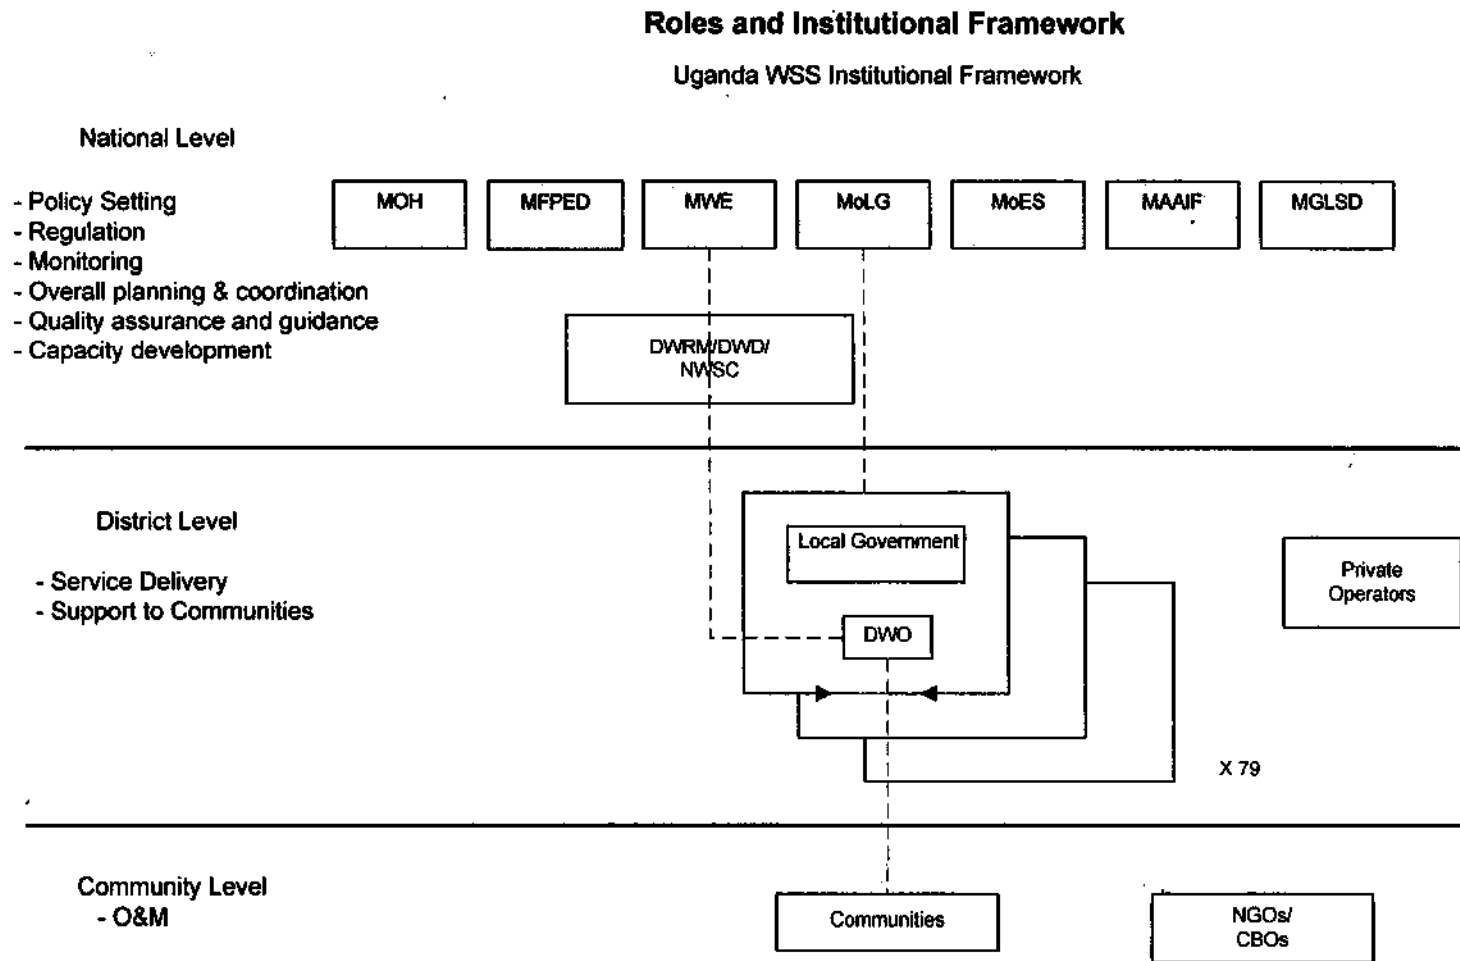 Roles and Institutional Framework
Uganda WSS Institutional Framework
National Level
- Policy Setting
- Regulation
- Monitoring
- Overall planning & coordination
- Quality assurance and guidance
- Capacity development
MOH
MFPED
MWE
MoLG
MoES
MAAIF
MGLSD
DWRM/DWD/
NWSC
District Level
- Service Delivery
- Support to Communities
Local Government
DWO
Private
Operators
X 79
Community Level
- O&M
Communities
NGOs/
CBOs